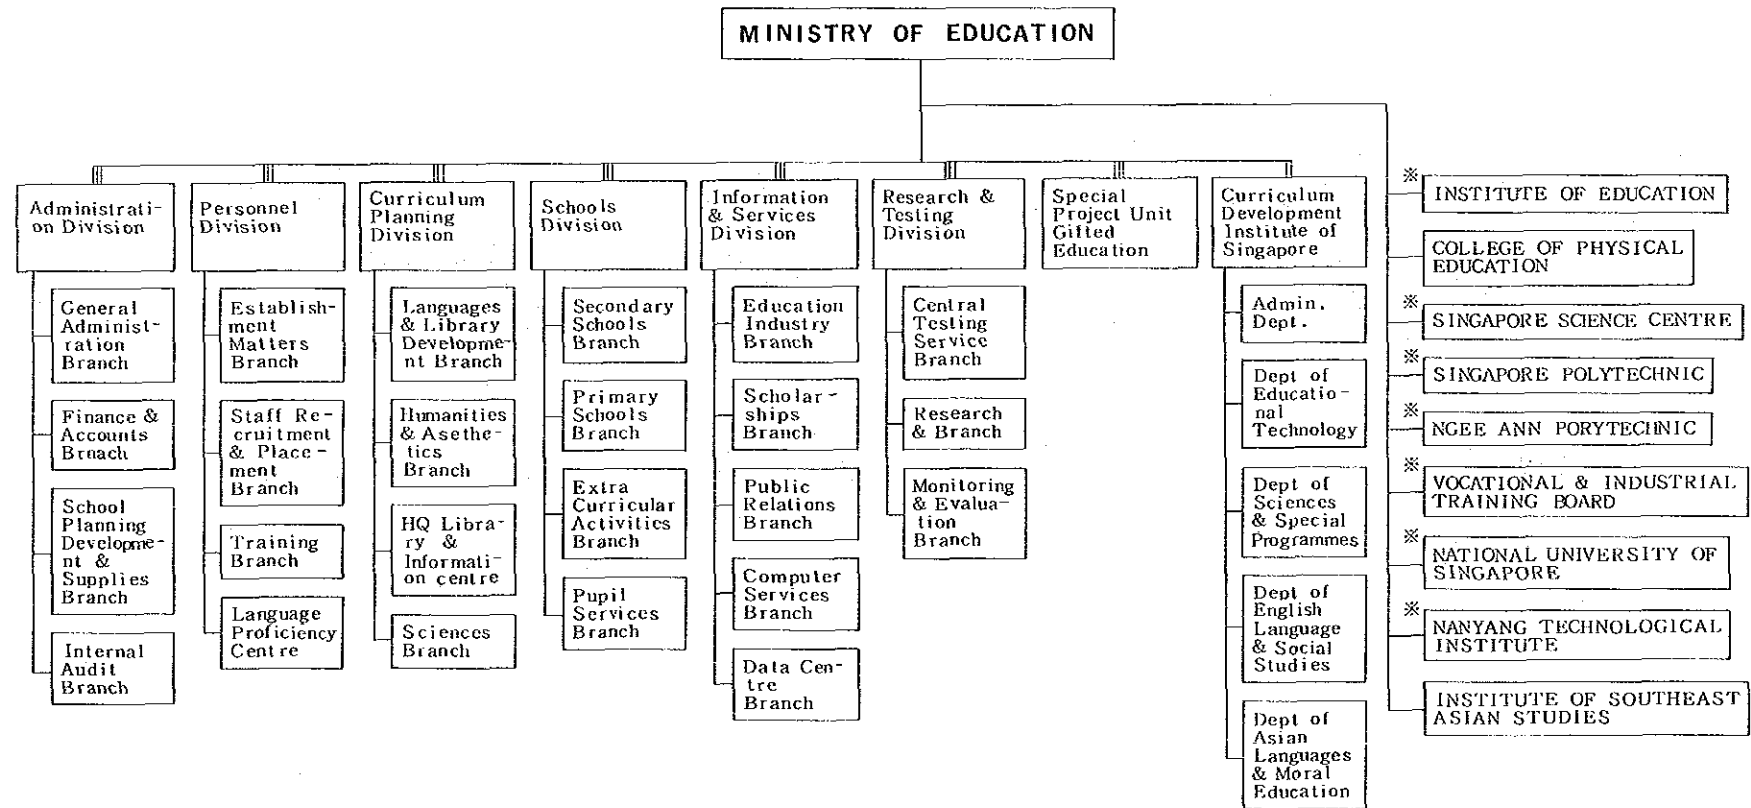 MINISTRY OF EDUCATION
Administrati-
on Division
General
Administ-
ration
Branch
Finance &
Accounts
Brnach
School
Planning
Developme-
nt &
Supplies
Branch
Internal
Audit
Branch
Personnel
Division
Establish-
ment
Matters
Branch
Staff Re-
cruitment
& Place-
ment
Branch
Training
Branch
Language
Proficiency
Centre
Curriculum
Planning
Division
Languages
& Library
Developme-
nt Branch
Humanities
& Asethe-
tics
Branch
HQ Libra-
ry &
Informati-
on centre
Sciences
Branch
Schools
Division
Secondary
Schools
Branch
Primary
Schools
Branch
Extra
Curricular
Activities
Branch
Pupil
Services
Branch
Information
& Services
Division
Education
Industry
Branch
Scholar-
ships
Branch
Public
Relations
Branch
Computer
Services
Branch
Data Cen-
tre
Branch
Research &
Testing
Division
Central
Testing
Service
Branch
Research
& Branch
Monitoring
& Evalua-
tion
Branch
Special
Project Unit
Gifted
Education
Curriculum
Development
Institute of
Singapore
Admin.
Dept.
Dept of
Educatio-
nal
Technology
Dept of
Sciences
& Special
Programmes
Dept of
English
Language
& Social
Studies
Dept of
Asian
Languages
& Moral
Education
※
INSTITUTE OF EDUCATION
COLLEGE OF PHYSICAL
EDUCATION
※
SINGAPORE SCIENCE CENTRE
※
SINGAPORE POLYTECHNIC
※
NGEE ANN PORYTECHNIC
※
VOCATIONAL & INDUSTRIAL
TRAINING BOARD
※
NATIONAL UNIVERSITY OF
SINGAPORE
※
NANYANG TECHNOLOGICAL
INSTITUTE
INSTITUTE OF SOUTHEAST
ASIAN STUDIES